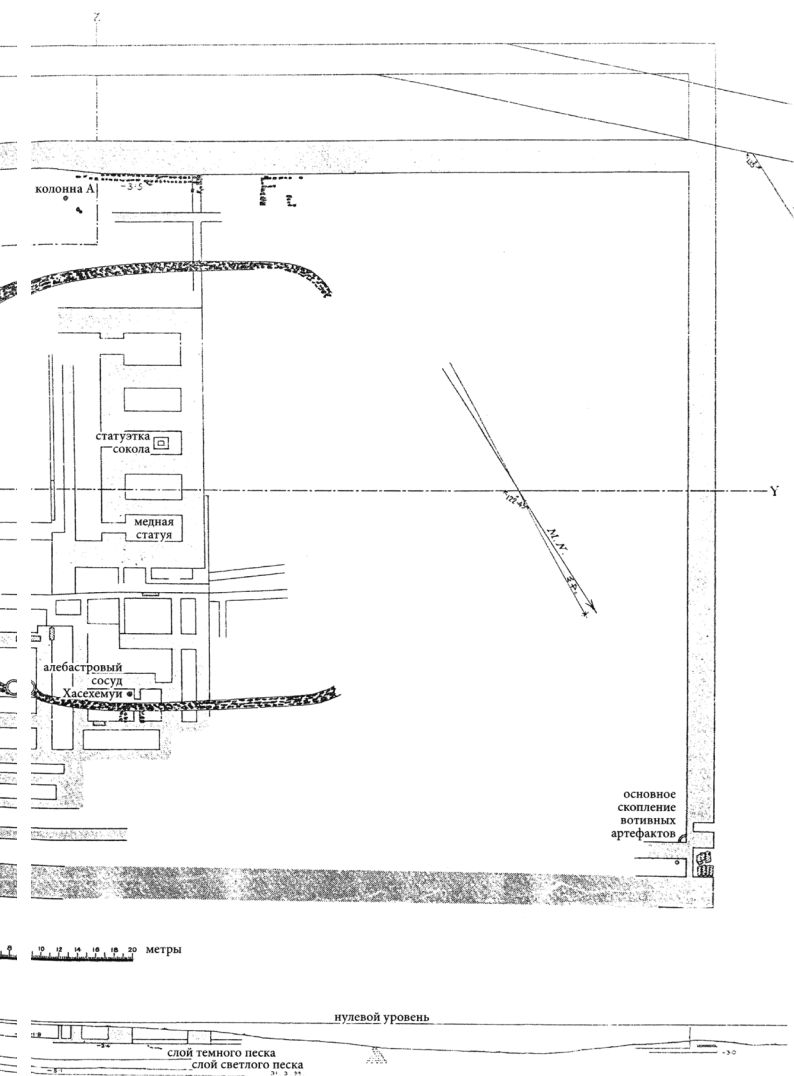 Z
колонна А
-3·5
статуэтка
сокола
Y
медная
статуя
M. N.
алебастровый
сосуд
Хасехемуи
основное
скопление
вотивных
артефактов
8 10 12 14 16 18 20 метры
нулевой уровень
слой темного песка
слой светлого песка
-3·0